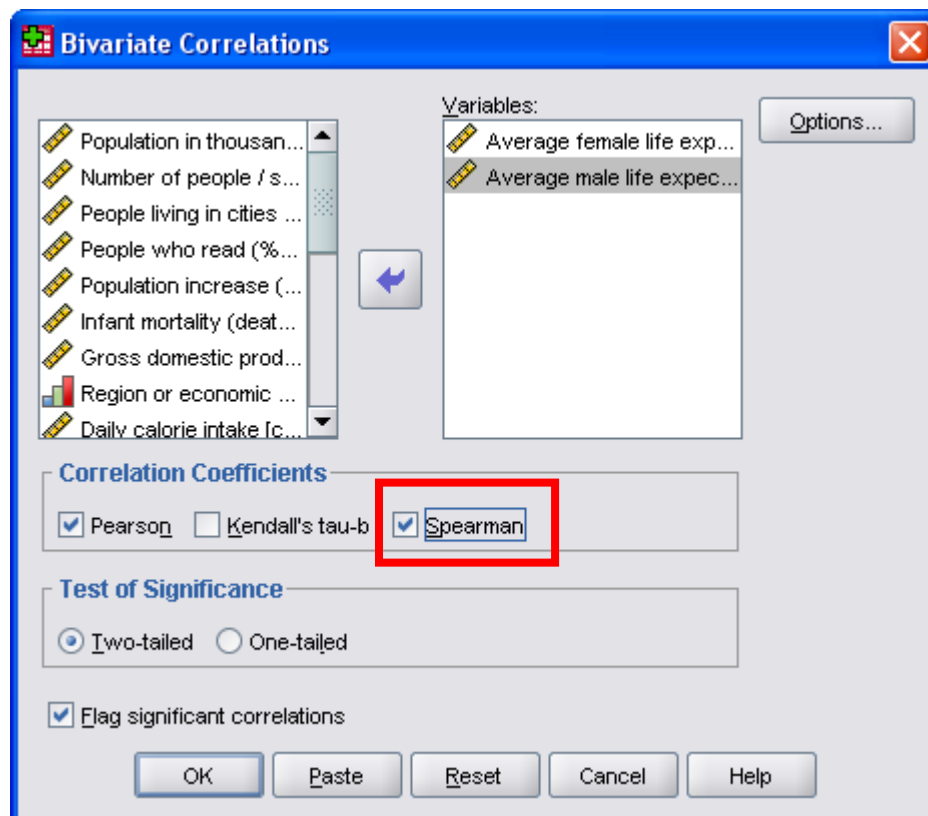 Bivariate Correlations
Variables:
Options...
Population in thousan...
Number of people / s...
People living in cities ...
People who read (%...
Population increase (...
Infant mortality (deat...
Gross domestic prod...
Region or economic ...
Daily calorie intake [c...
Average female life exp...
Average male life expec...
Correlation Coefficients
Pearson Kendall's tau-b Spearman
Test of Significance
Two-tailed One-tailed
Flag significant correlations
OK Paste Reset Cancel Help